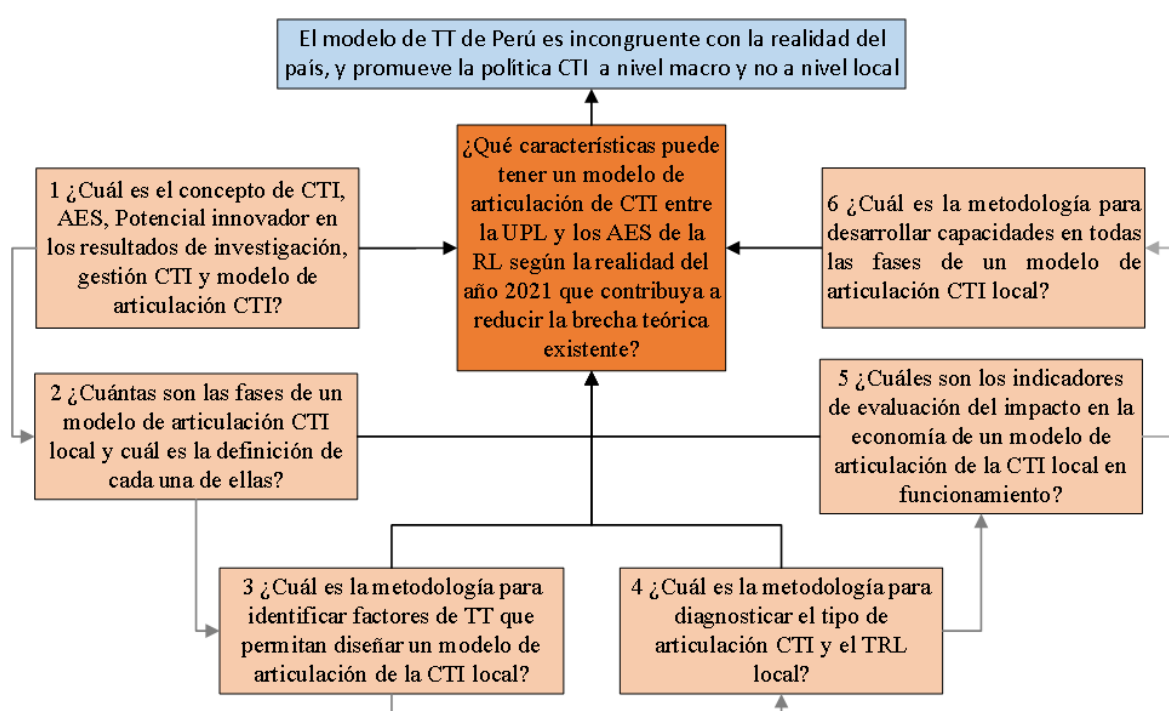 El modelo de TT de Perú es incongruente con la realidad del
país, y promueve la política CTI  a nivel macro y no a nivel local
¿Qué características puede
tener un modelo de
articulación de CTI entre
la UPL y los AES de la
RL según la realidad del
año 2021 que contribuya a
reducir la brecha teórica
existente?
1 ¿Cuál es el concepto de CTI,
AES, Potencial innovador en
los resultados de investigación,
gestión CTI y modelo de
articulación CTI?
6 ¿Cuál es la metodología para
desarrollar capacidades en todas
las fases de un modelo de
articulación CTI local?
2 ¿Cuántas son las fases de un
modelo de articulación CTI
local y cuál es la definición de
cada una de ellas?
5 ¿Cuáles son los indicadores
de evaluación del impacto en la
economía de un modelo de
articulación de la CTI local en
funcionamiento?
3 ¿Cuál es la metodología para
identificar factores de TT que
permitan diseñar un modelo de
articulación de la CTI local?
4 ¿Cuál es la metodología para
diagnosticar el tipo de
articulación CTI y el TRL
local?